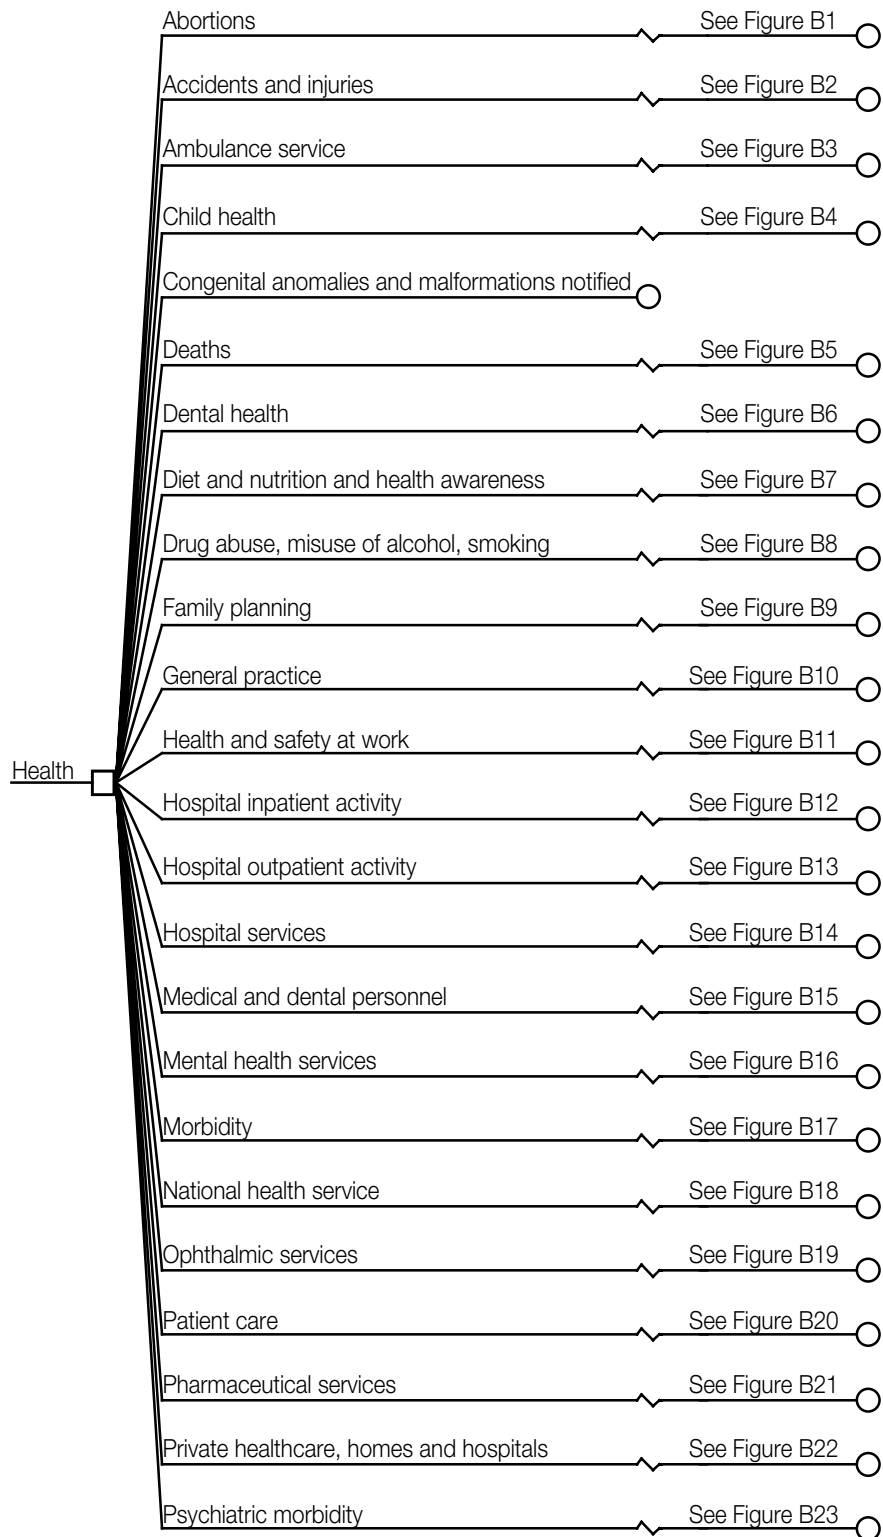 Abortions See Figure B1
Accidents and injuries See Figure B2
Ambulance service See Figure B3
Child health See Figure B4
Congenital anomalies and malformations notified
Deaths See Figure B5
Dental health See Figure B6
Diet and nutrition and health awareness See Figure B7
Drug abuse, misuse of alcohol, smoking See Figure B8
Family planning See Figure B9
General practice See Figure B10
Health and safety at work See Figure B11
Health
Hospital inpatient activity See Figure B12
Hospital outpatient activity See Figure B13
Hospital services See Figure B14
Medical and dental personnel See Figure B15
Mental health services See Figure B16
Morbidity See Figure B17
National health service See Figure B18
Ophthalmic services See Figure B19
Patient care See Figure B20
Pharmaceutical services See Figure B21
Private healthcare, homes and hospitals See Figure B22
Psychiatric morbidity See Figure B23